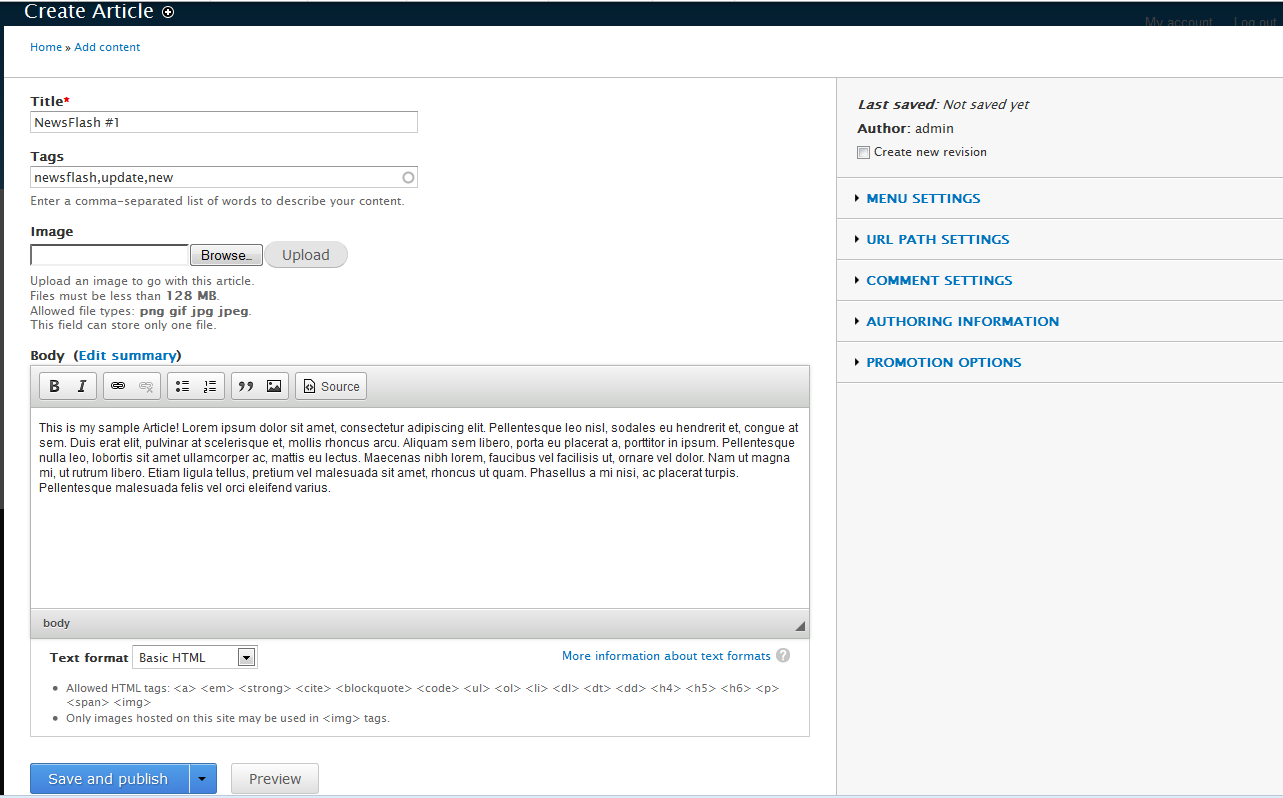 Create Article
My account Log out
Home » Add content
Title*
NewsFlash #1
Tags
newsflash,update,new
Enter a comma-separated list of words to describe your content.
Image
Browse... Upload
Upload an image to go with this article.
Files must be less than 128 MB.
Allowed file types: png gif jpg jpeg.
This field can store only one file.
Body (Edit summary)
B I Source
This is my sample Article! Lorem ipsum dolor sit amet, consectetur adipiscing elit. Pellentesque leo nisl, sodales eu hendrerit et, congue at
sem. Duis erat elit, pulvinar at scelerisque et, mollis rhoncus arcu. Aliquam sem libero, porta eu placerat a, porttitor in ipsum. Pellentesque
nulla leo, lobortis sit amet ullamcorper ac, mattis eu lectus. Maecenas nibh lorem, faucibus vel facilisis ut, ornare vel dolor. Nam ut magna
mi, ut rutrum libero. Etiam ligula tellus, pretium vel malesuada sit amet, rhoncus ut quam. Phasellus a mi nisi, ac placerat turpis.
Pellentesque malesuada felis vel orci eleifend varius.
body
Text format Basic HTML
More information about text formats ?
Allowed HTML tags: <a> <em> <strong> <cite> <blockquote> <code> <ul> <ol> <li> <dl> <dt> <dd> <h4> <h5> <h6> <p>
<span> <img>
Only images hosted on this site may be used in <img> tags.
Save and publish Preview
Last saved: Not saved yet
Author: admin
Create new revision
MENU SETTINGS
URL PATH SETTINGS
COMMENT SETTINGS
AUTHORING INFORMATION
PROMOTION OPTIONS